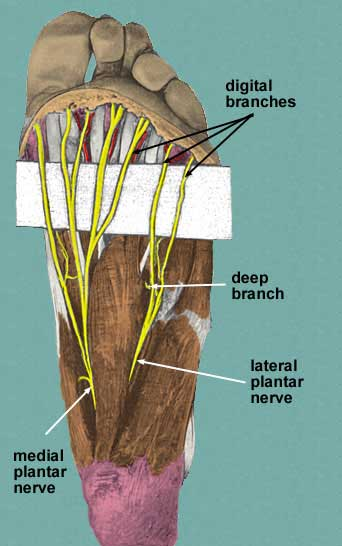 digital
branches
deep
branch
lateral
plantar
nerve
medial
plantar
nerve